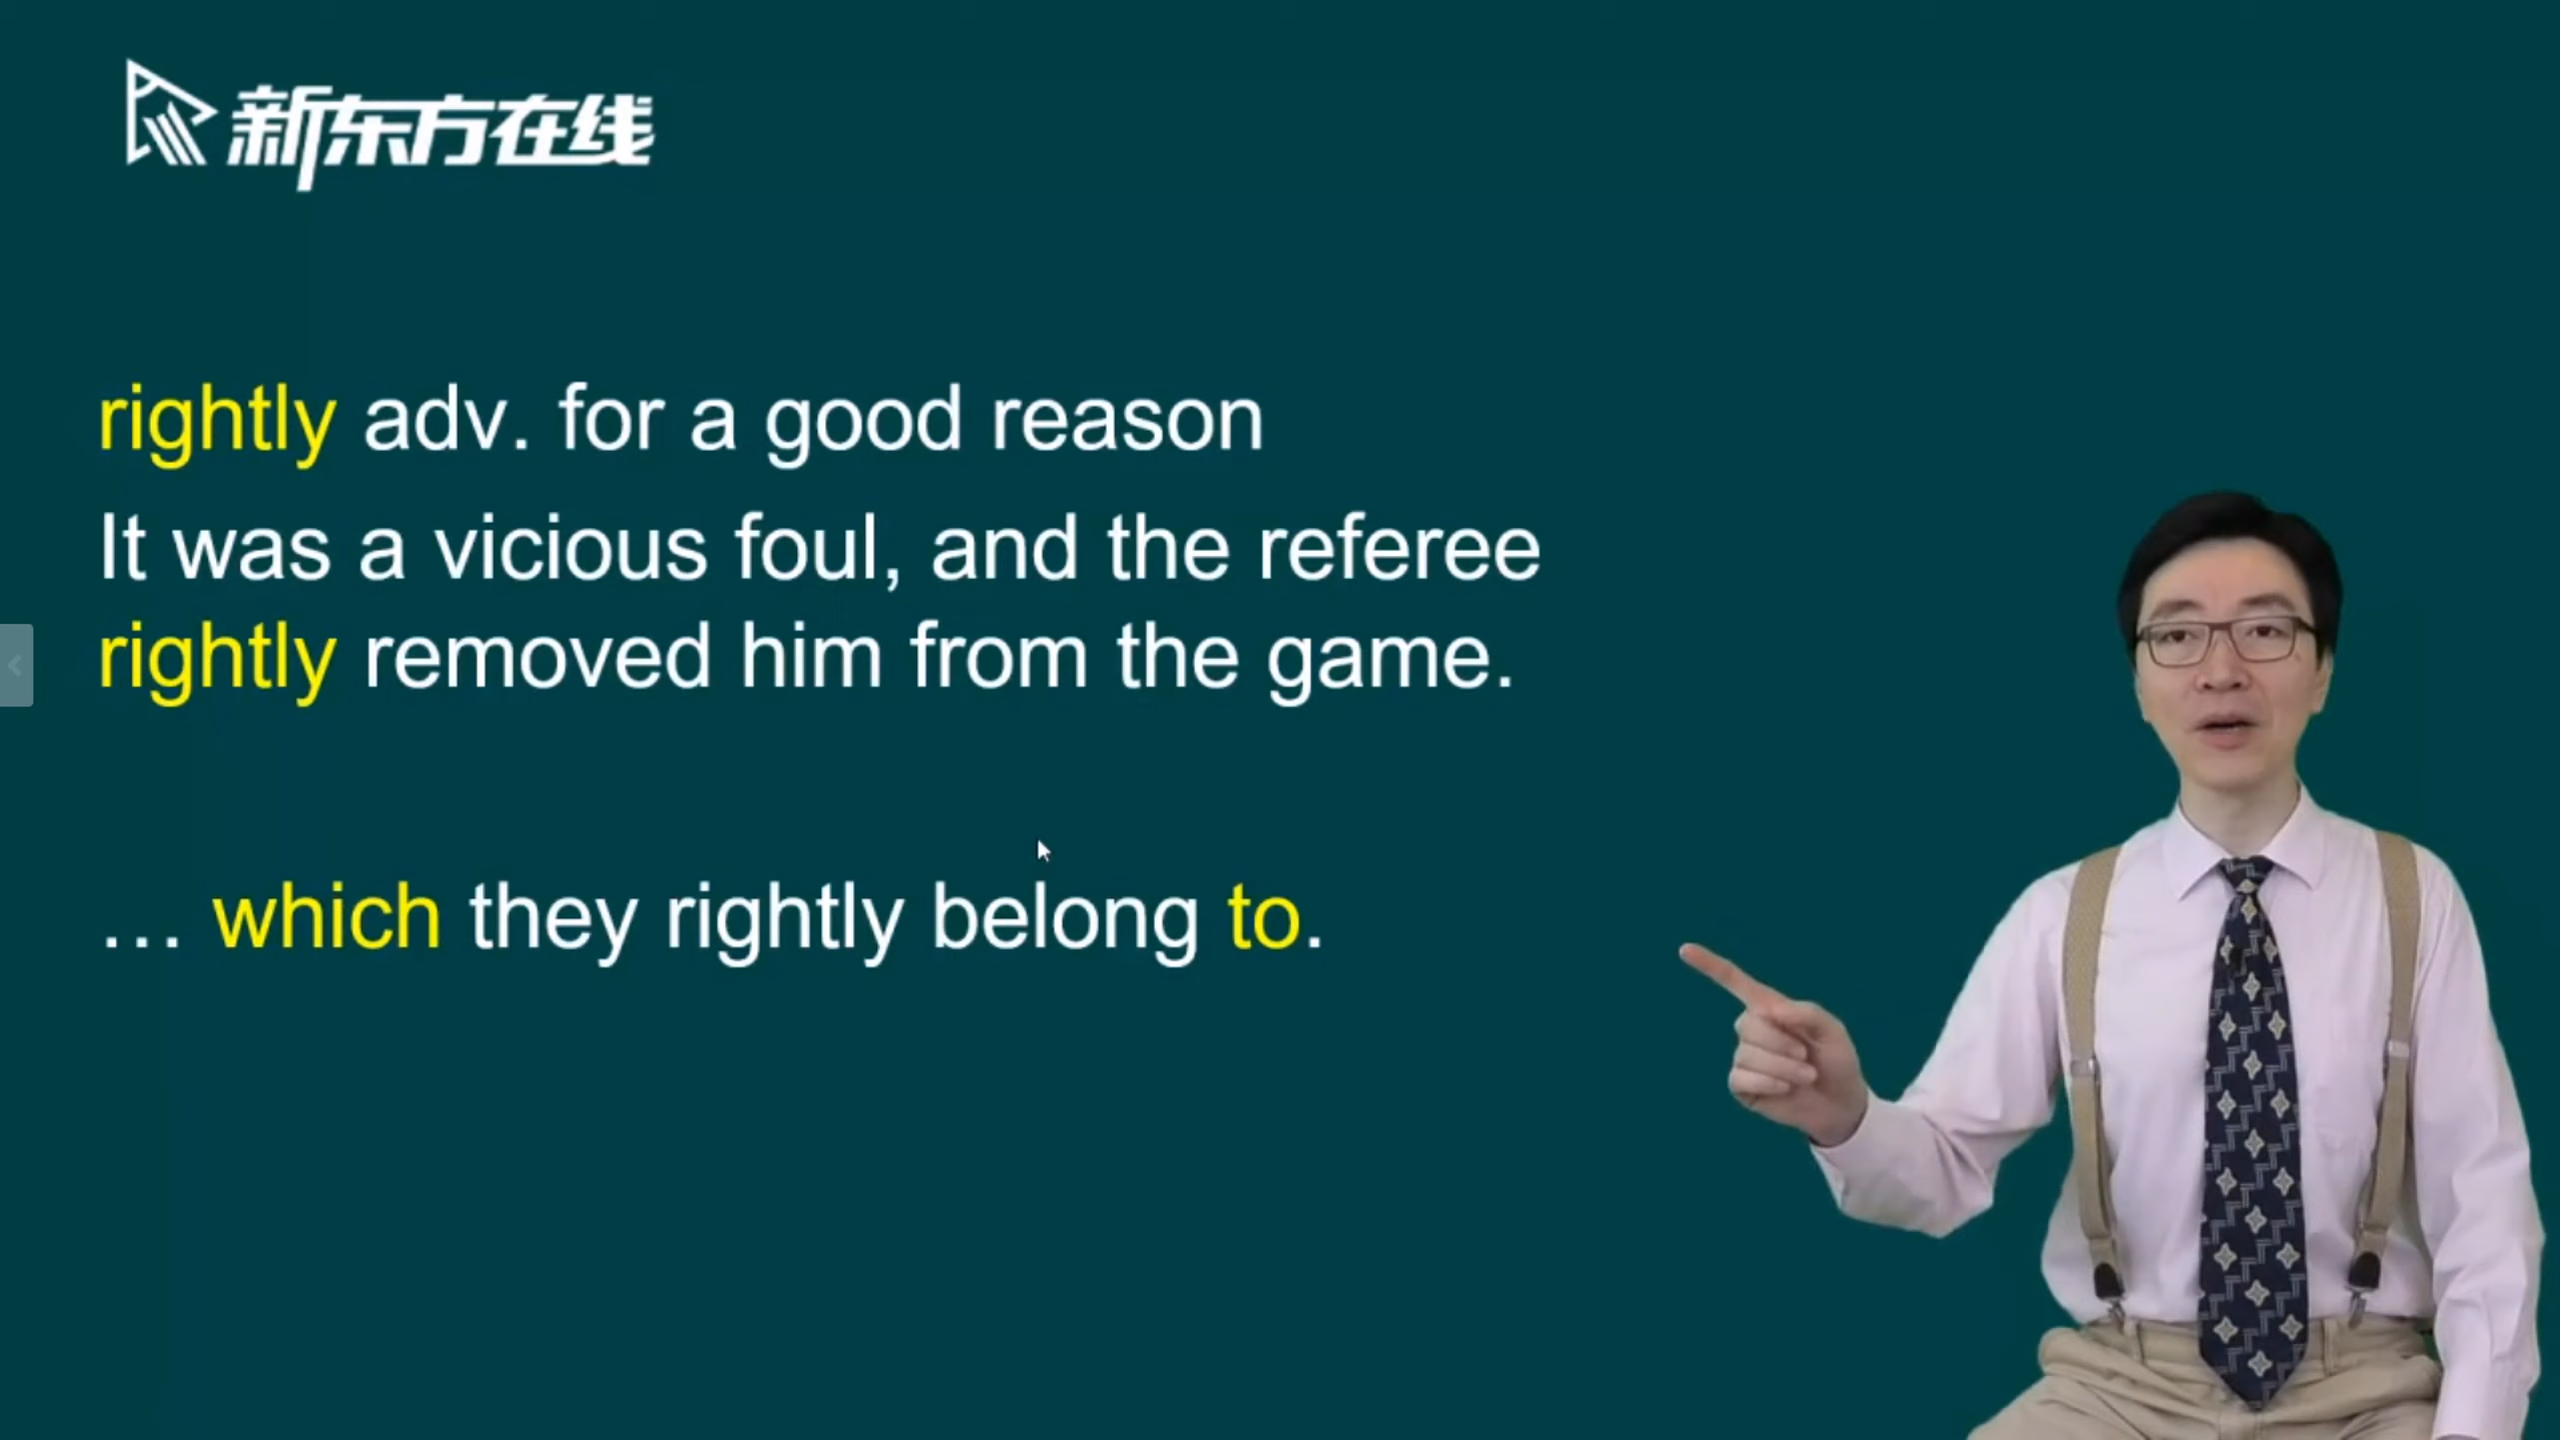 新东方在线
rightly adv. for a good reason
It was a vicious foul, and the referee
rightly removed him from the game.
… which they rightly belong to.